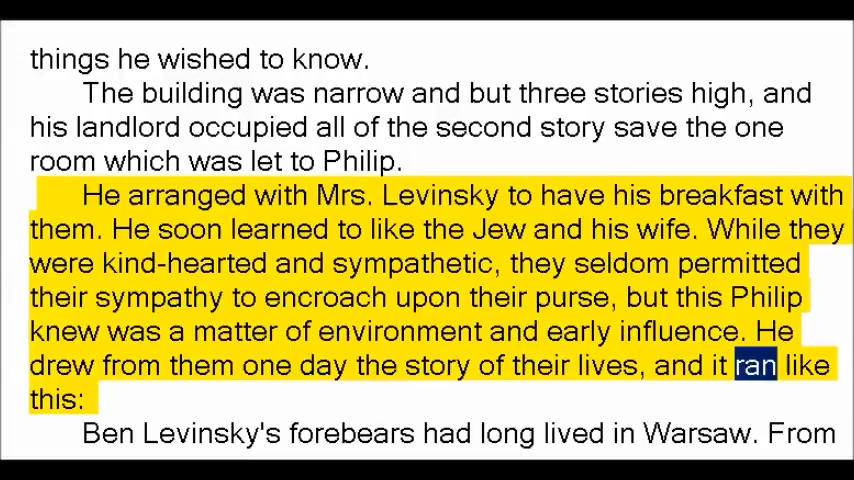 things he wished to know.
The building was narrow and but three stories high, and
his landlord occupied all of the second story save the one
room which was let to Philip.
He arranged with Mrs. Levinsky to have his breakfast with
them. He soon learned to like the Jew and his wife. While they
were kind-hearted and sympathetic, they seldom permitted
their sympathy to encroach upon their purse, but this Philip
knew was a matter of environment and early influence. He
drew from them one day the story of their lives, and it ran like
this:
Ben Levinsky's forebears had long lived in Warsaw. From